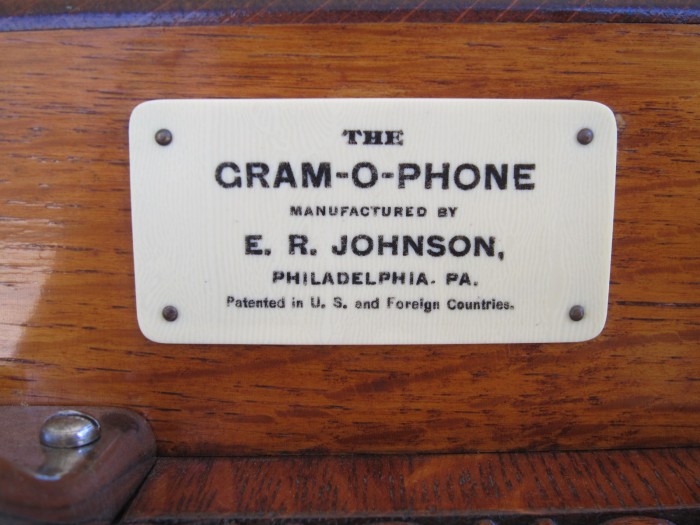 THE
GRAM-O-PHONE
MANUFACTURED BY
E. R. JOHNSON,
PHILADELPHIA. PA.
Patented in U. S. and Foreign Countries.